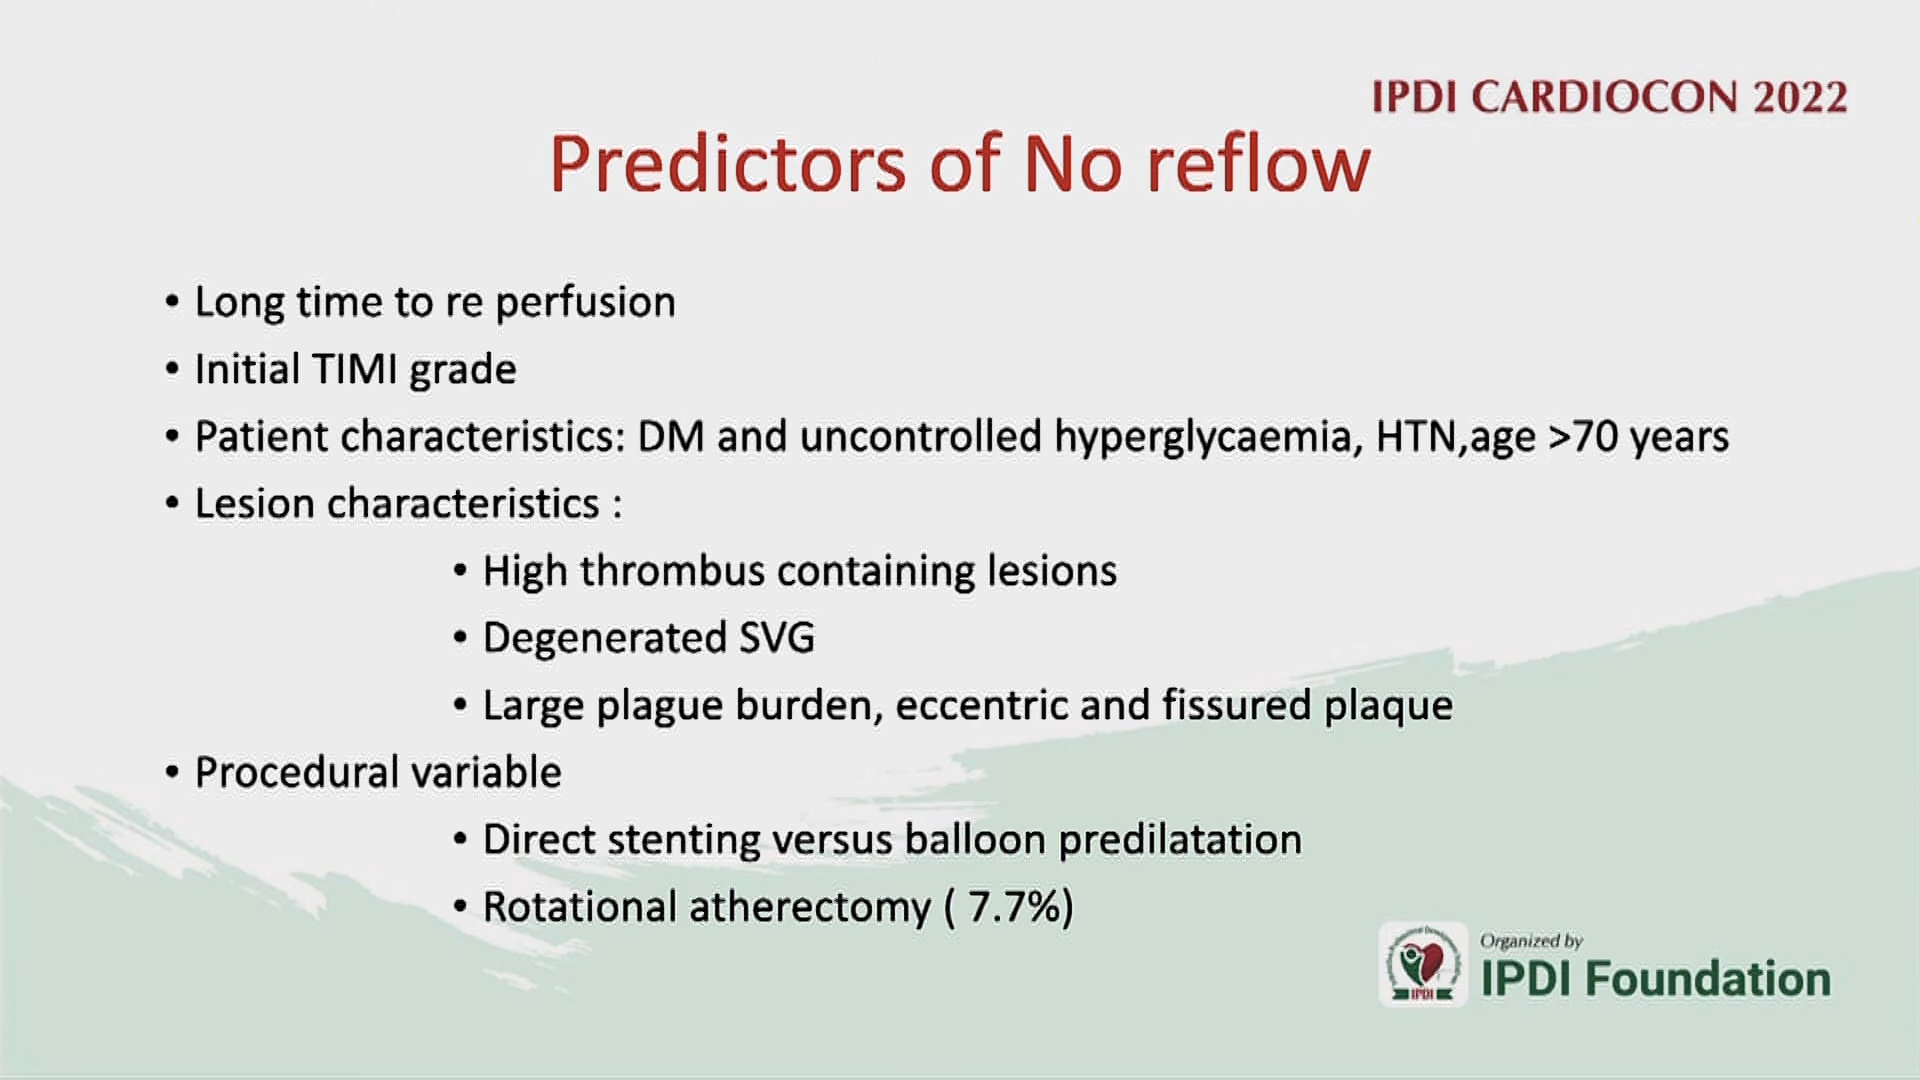 IPDI CARDIOCON 2022
Predictors of No reflow
• Long time to re perfusion
• Initial TIMI grade
• Patient characteristics: DM and uncontrolled hyperglycaemia, HTN,age >70 years
• Lesion characteristics :
• High thrombus containing lesions
• Degenerated SVG
• Large plague burden, eccentric and fissured plaque
• Procedural variable
• Direct stenting versus balloon predilatation
• Rotational atherectomy ( 7.7%)
Organized by
IPDI Foundation
IPDI